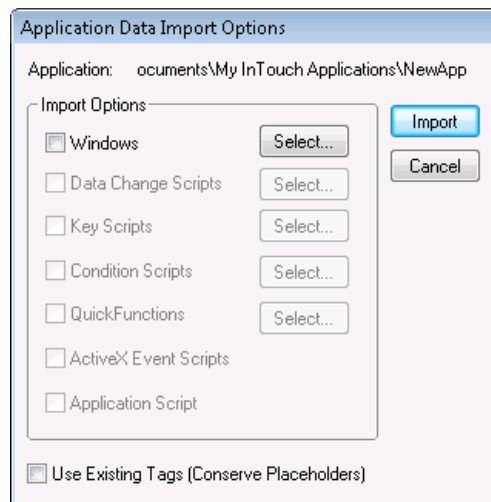 Application Data Import Options
Application: ocuments\My InTouch Applications\NewApp
Import Options
Import
Windows Select...
Cancel
Data Change Scripts Select...
Key Scripts Select...
Condition Scripts Select...
QuickFunctions Select...
ActiveX Event Scripts
Application Script
Use Existing Tags (Conserve Placeholders)